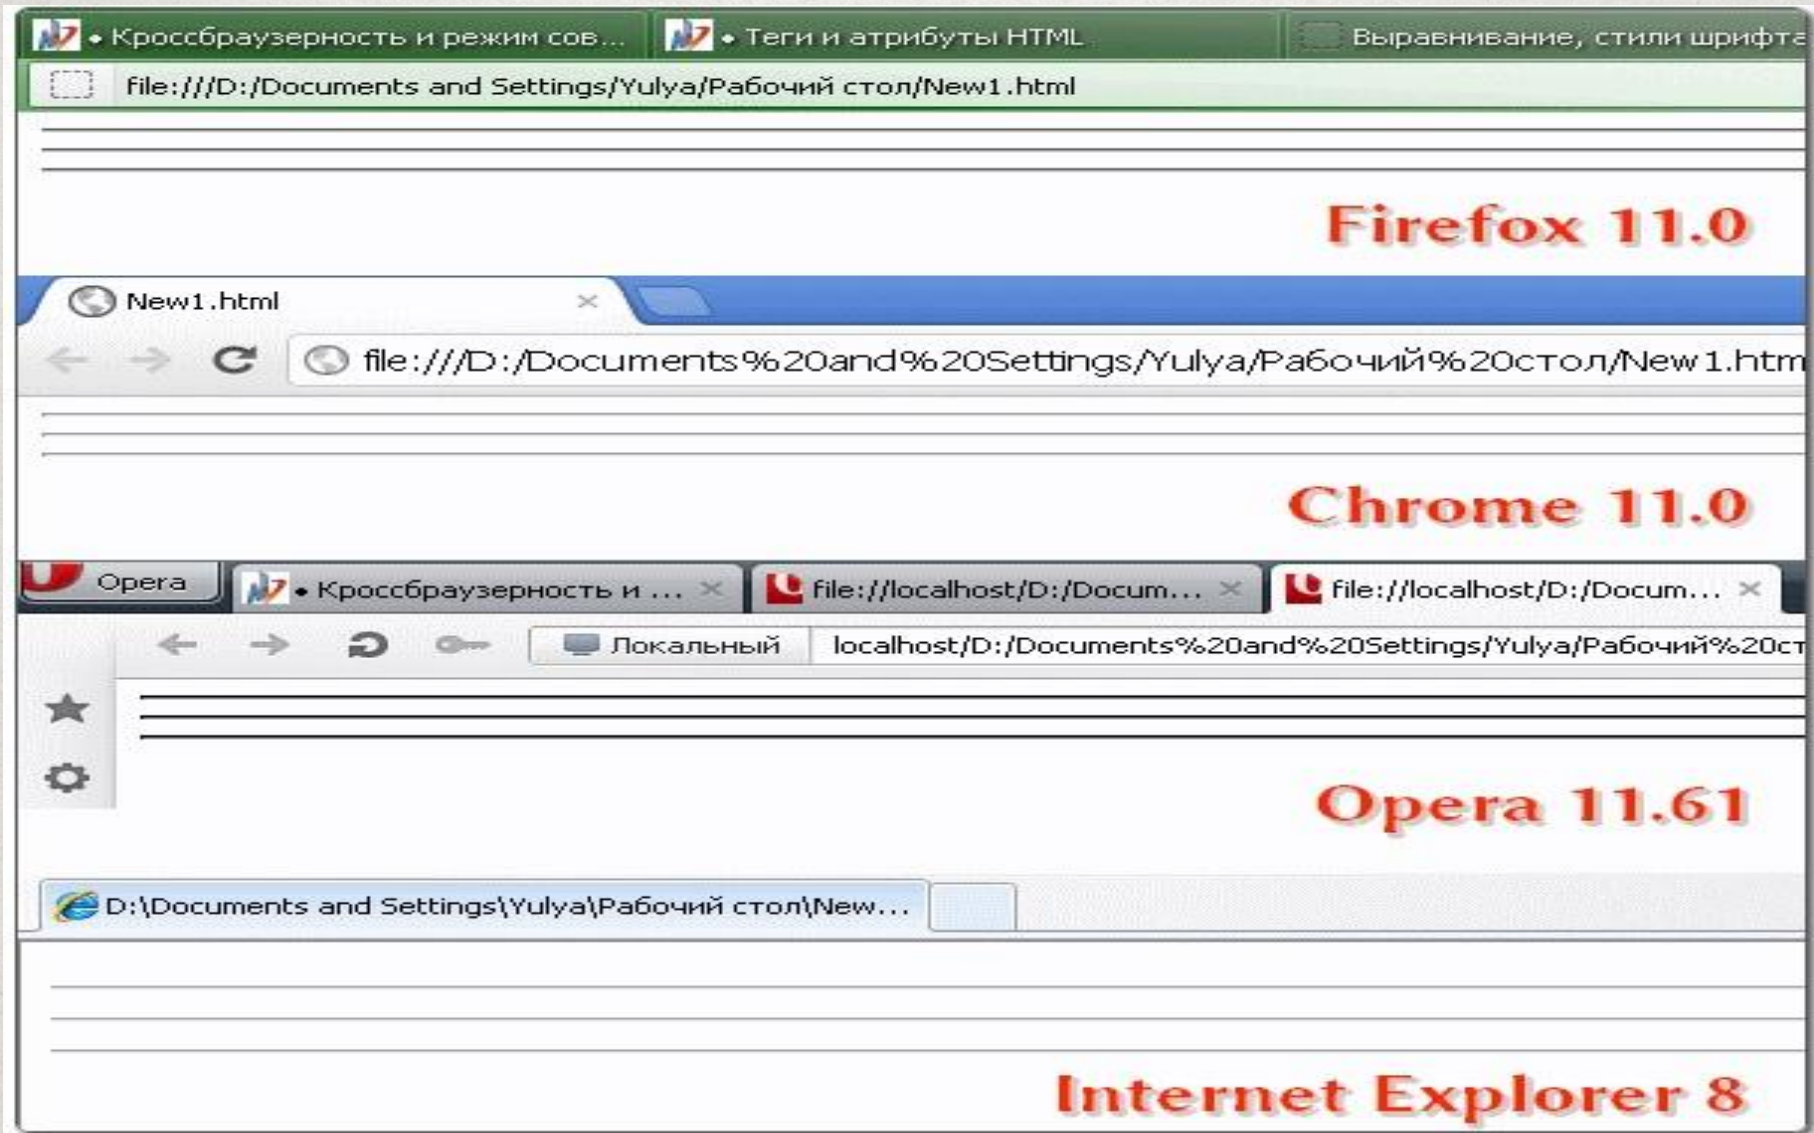 • Кроссбраузерность и режим сов... • Теги и атрибуты HTML Выравнивание, стили шрифта
file:///D:/Documents and Settings/Yulya/Рабочий стол/New1.html
Firefox 11.0
New1.html
file:///D:/Documents%20and%20Settings/Yulya/Рабочий%20стол/New1.htm
Chrome 11.0
Opera • Кроссбраузерность и ... file://localhost/D:/Docum... file://localhost/D:/Docum...
Локальный localhost/D:/Documents%20and%20Settings/Yulya/Рабочий%20ст
Opera 11.61
D:\Documents and Settings\Yulya\Рабочий стол\New...
Internet Explorer 8